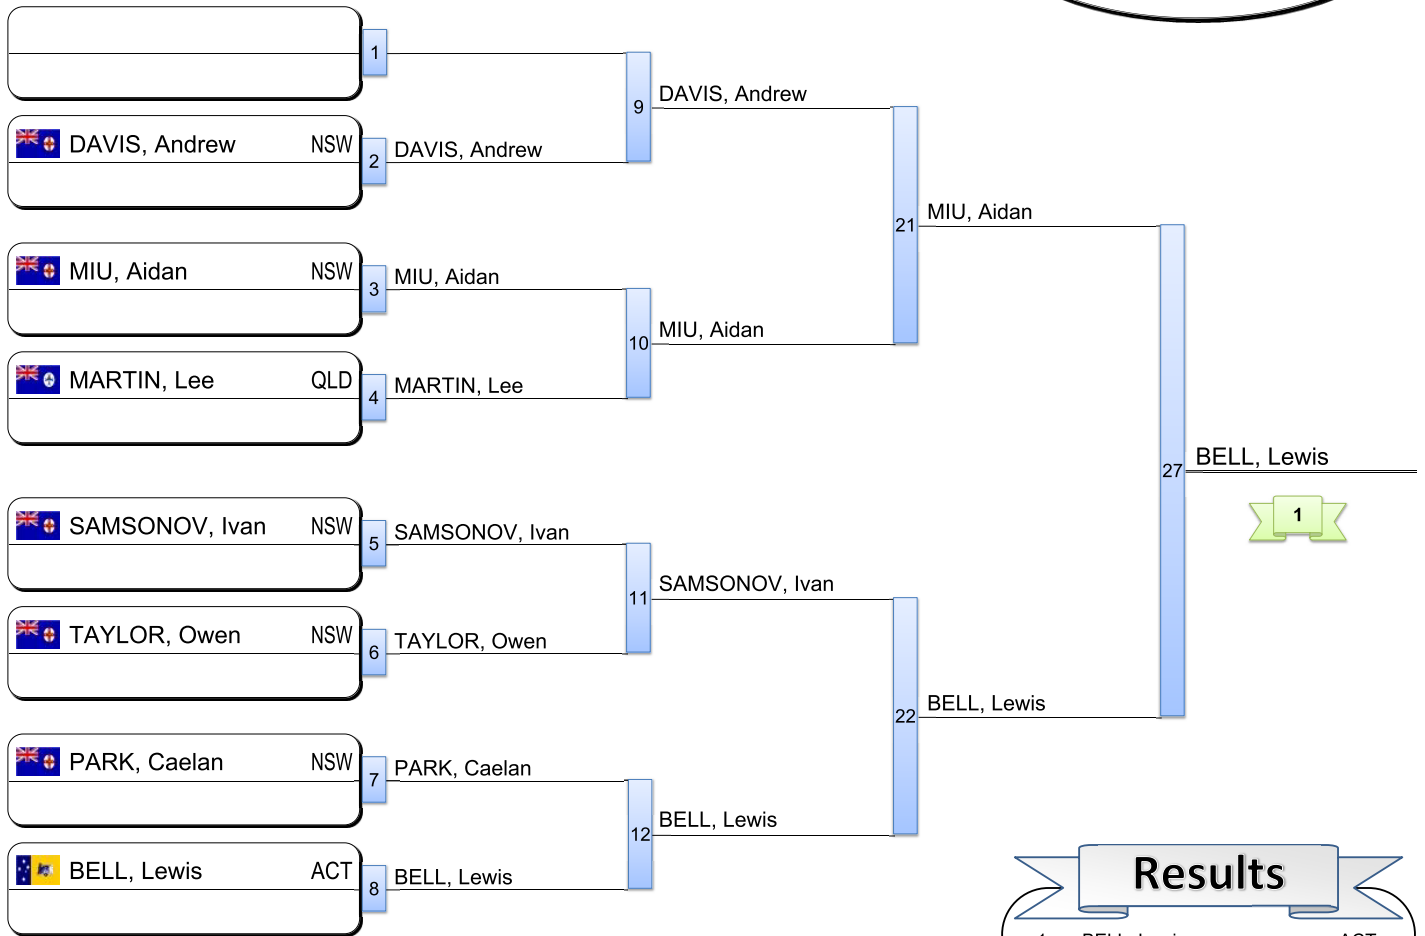 1
9
DAVIS, Andrew
DAVIS, Andrew NSW
2
DAVIS, Andrew
21
MIU, Aidan
MIU, Aidan NSW
3
MIU, Aidan
10
MIU, Aidan
MARTIN, Lee QLD
4
MARTIN, Lee
27
BELL, Lewis
1
SAMSONOV, Ivan NSW
5
SAMSONOV, Ivan
11
SAMSONOV, Ivan
TAYLOR, Owen NSW
6
TAYLOR, Owen
22
BELL, Lewis
PARK, Caelan NSW
7
PARK, Caelan
12
BELL, Lewis
BELL, Lewis ACT
8
BELL, Lewis
Results